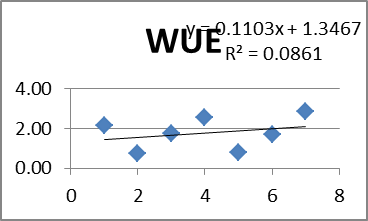 WUE
y = 0.1103x + 1.3467
R² = 0.0861
4.00
2.00
0.00
0 2 4 6 8